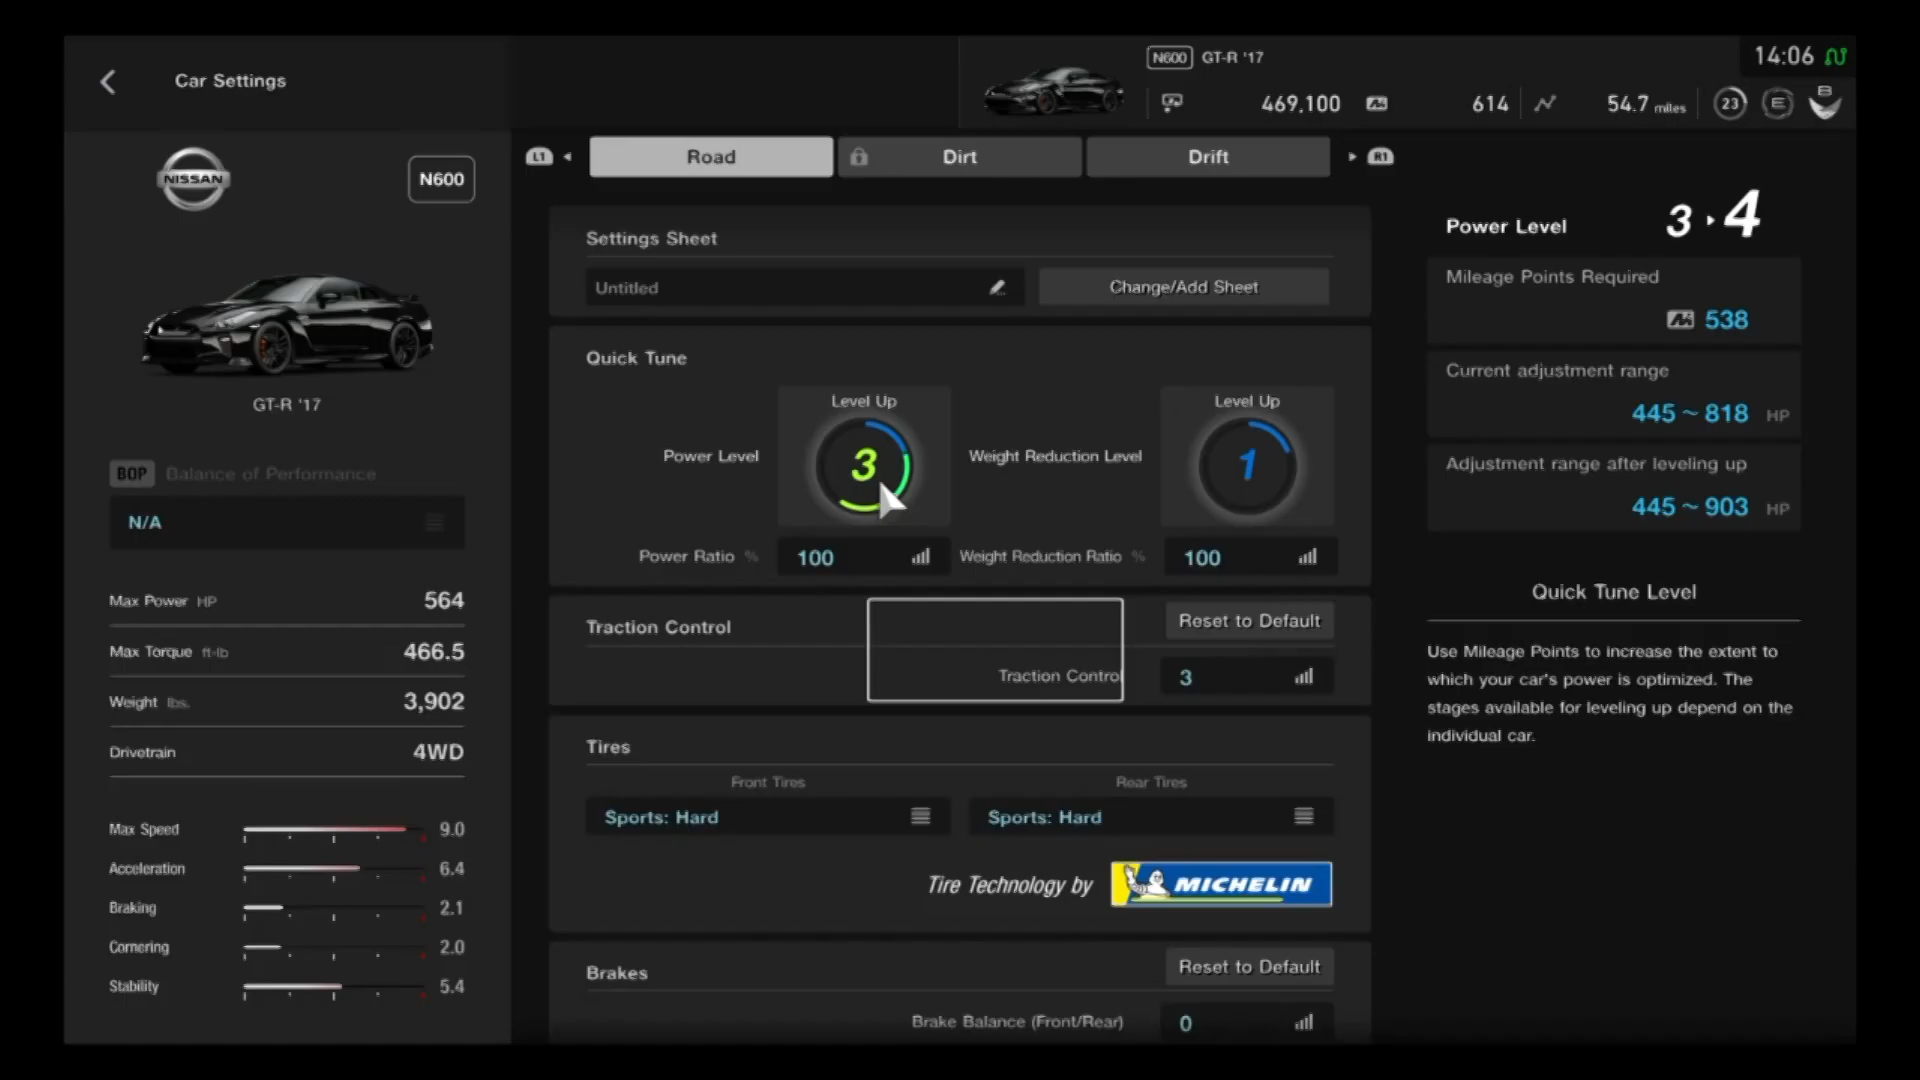 Car Settings
N600 GT-R '17
14:06
469,100 614 54.7 miles 23 E B
L1 Road Dirt Drift R1
NISSAN N600
GT-R '17
BOP Balance of Performance
N/A
Max Power HP 564
Max Torque ft-lb 466.5
Weight lbs. 3,902
Drivetrain 4WD
Max Speed 9.0
Acceleration 6.4
Braking 2.1
Cornering 2.0
Stability 5.4
Settings Sheet
Untitled Change/Add Sheet
Quick Tune
Level Up Level Up
Power Level 3 Weight Reduction Level 1
Power Ratio % 100 Weight Reduction Ratio % 100
Traction Control Reset to Default
Traction Control 3
Tires
Front Tires Rear Tires
Sports: Hard Sports: Hard
Tire Technology by MICHELIN
Brakes Reset to Default
Brake Balance (Front/Rear) 0
Power Level 3 4
Mileage Points Required
538
Current adjustment range
445 ~ 818 HP
Adjustment range after leveling up
445 ~ 903 HP
Quick Tune Level
Use Mileage Points to increase the extent to
which your car's power is optimized. The
stages available for leveling up depend on the
individual car.